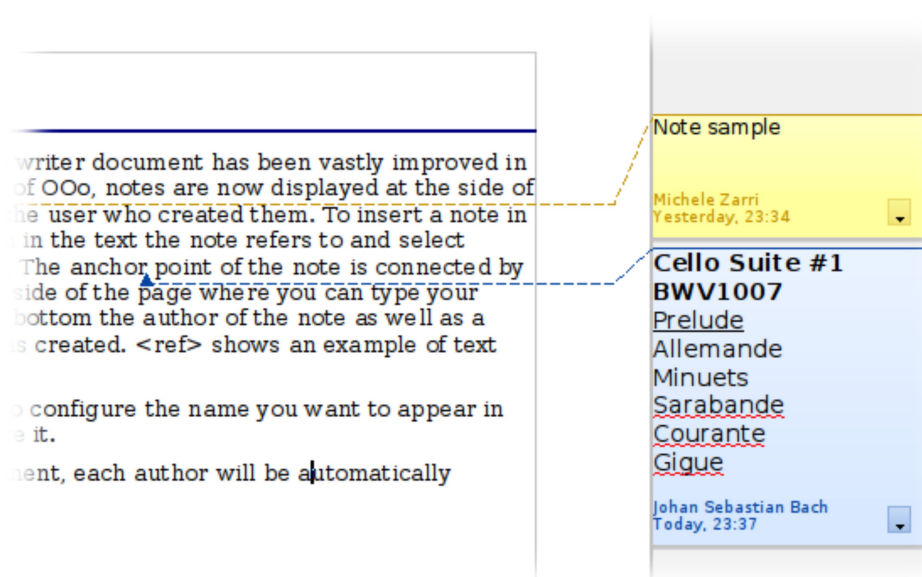 writer document has been vastly improved in
of OOo, notes are now displayed at the side of
he user who created them. To insert a note in
in the text the note refers to and select
The anchor point of the note is connected by
side of the page where you can type your
bottom the author of the note as well as a
s created. <ref> shows an example of text
o configure the name you want to appear in
e it.
ment, each author will be automatically
Note sample
Michele Zarri
Yesterday, 23:34
Cello Suite #1
BWV1007
Prelude
Allemande
Minuets
Sarabande
Courante
Gigue
Johan Sebastian Bach
Today, 23:37